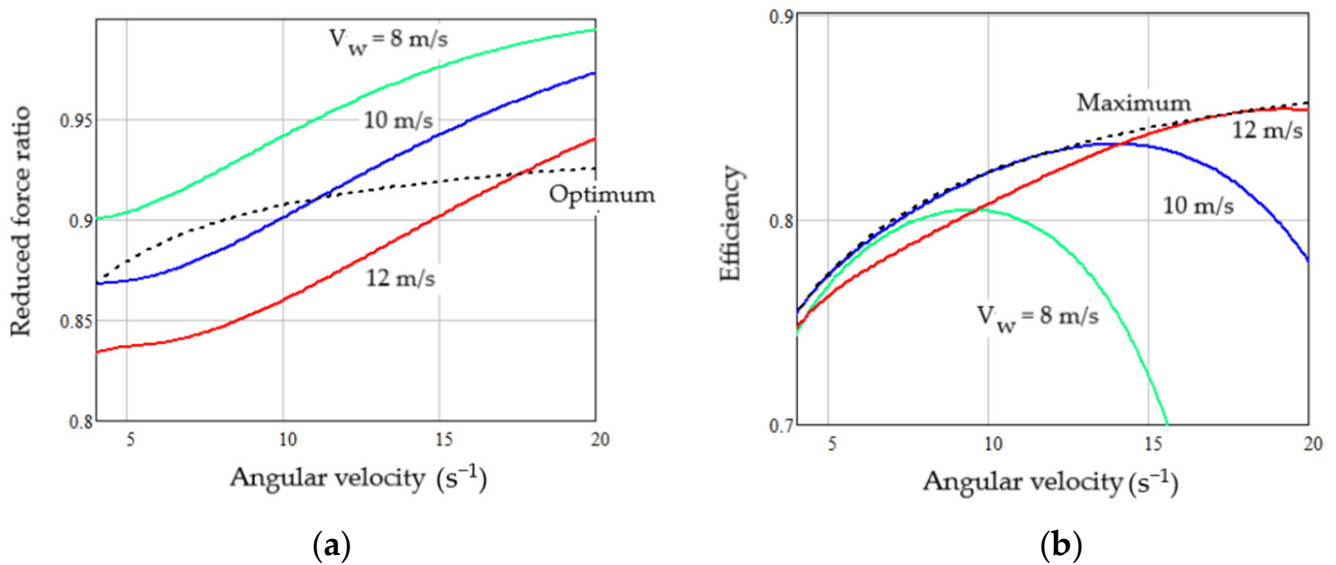 V_w = 8 m/s
10 m/s
12 m/s
Optimum
0.95
0.9
0.85
0.8
5
10
15
20
Reduced force ratio
Angular velocity (s⁻¹)
(a)
0.9
0.8
0.7
Maximum
12 m/s
10 m/s
V_w = 8 m/s
5
10
15
20
Efficiency
Angular velocity (s⁻¹)
(b)